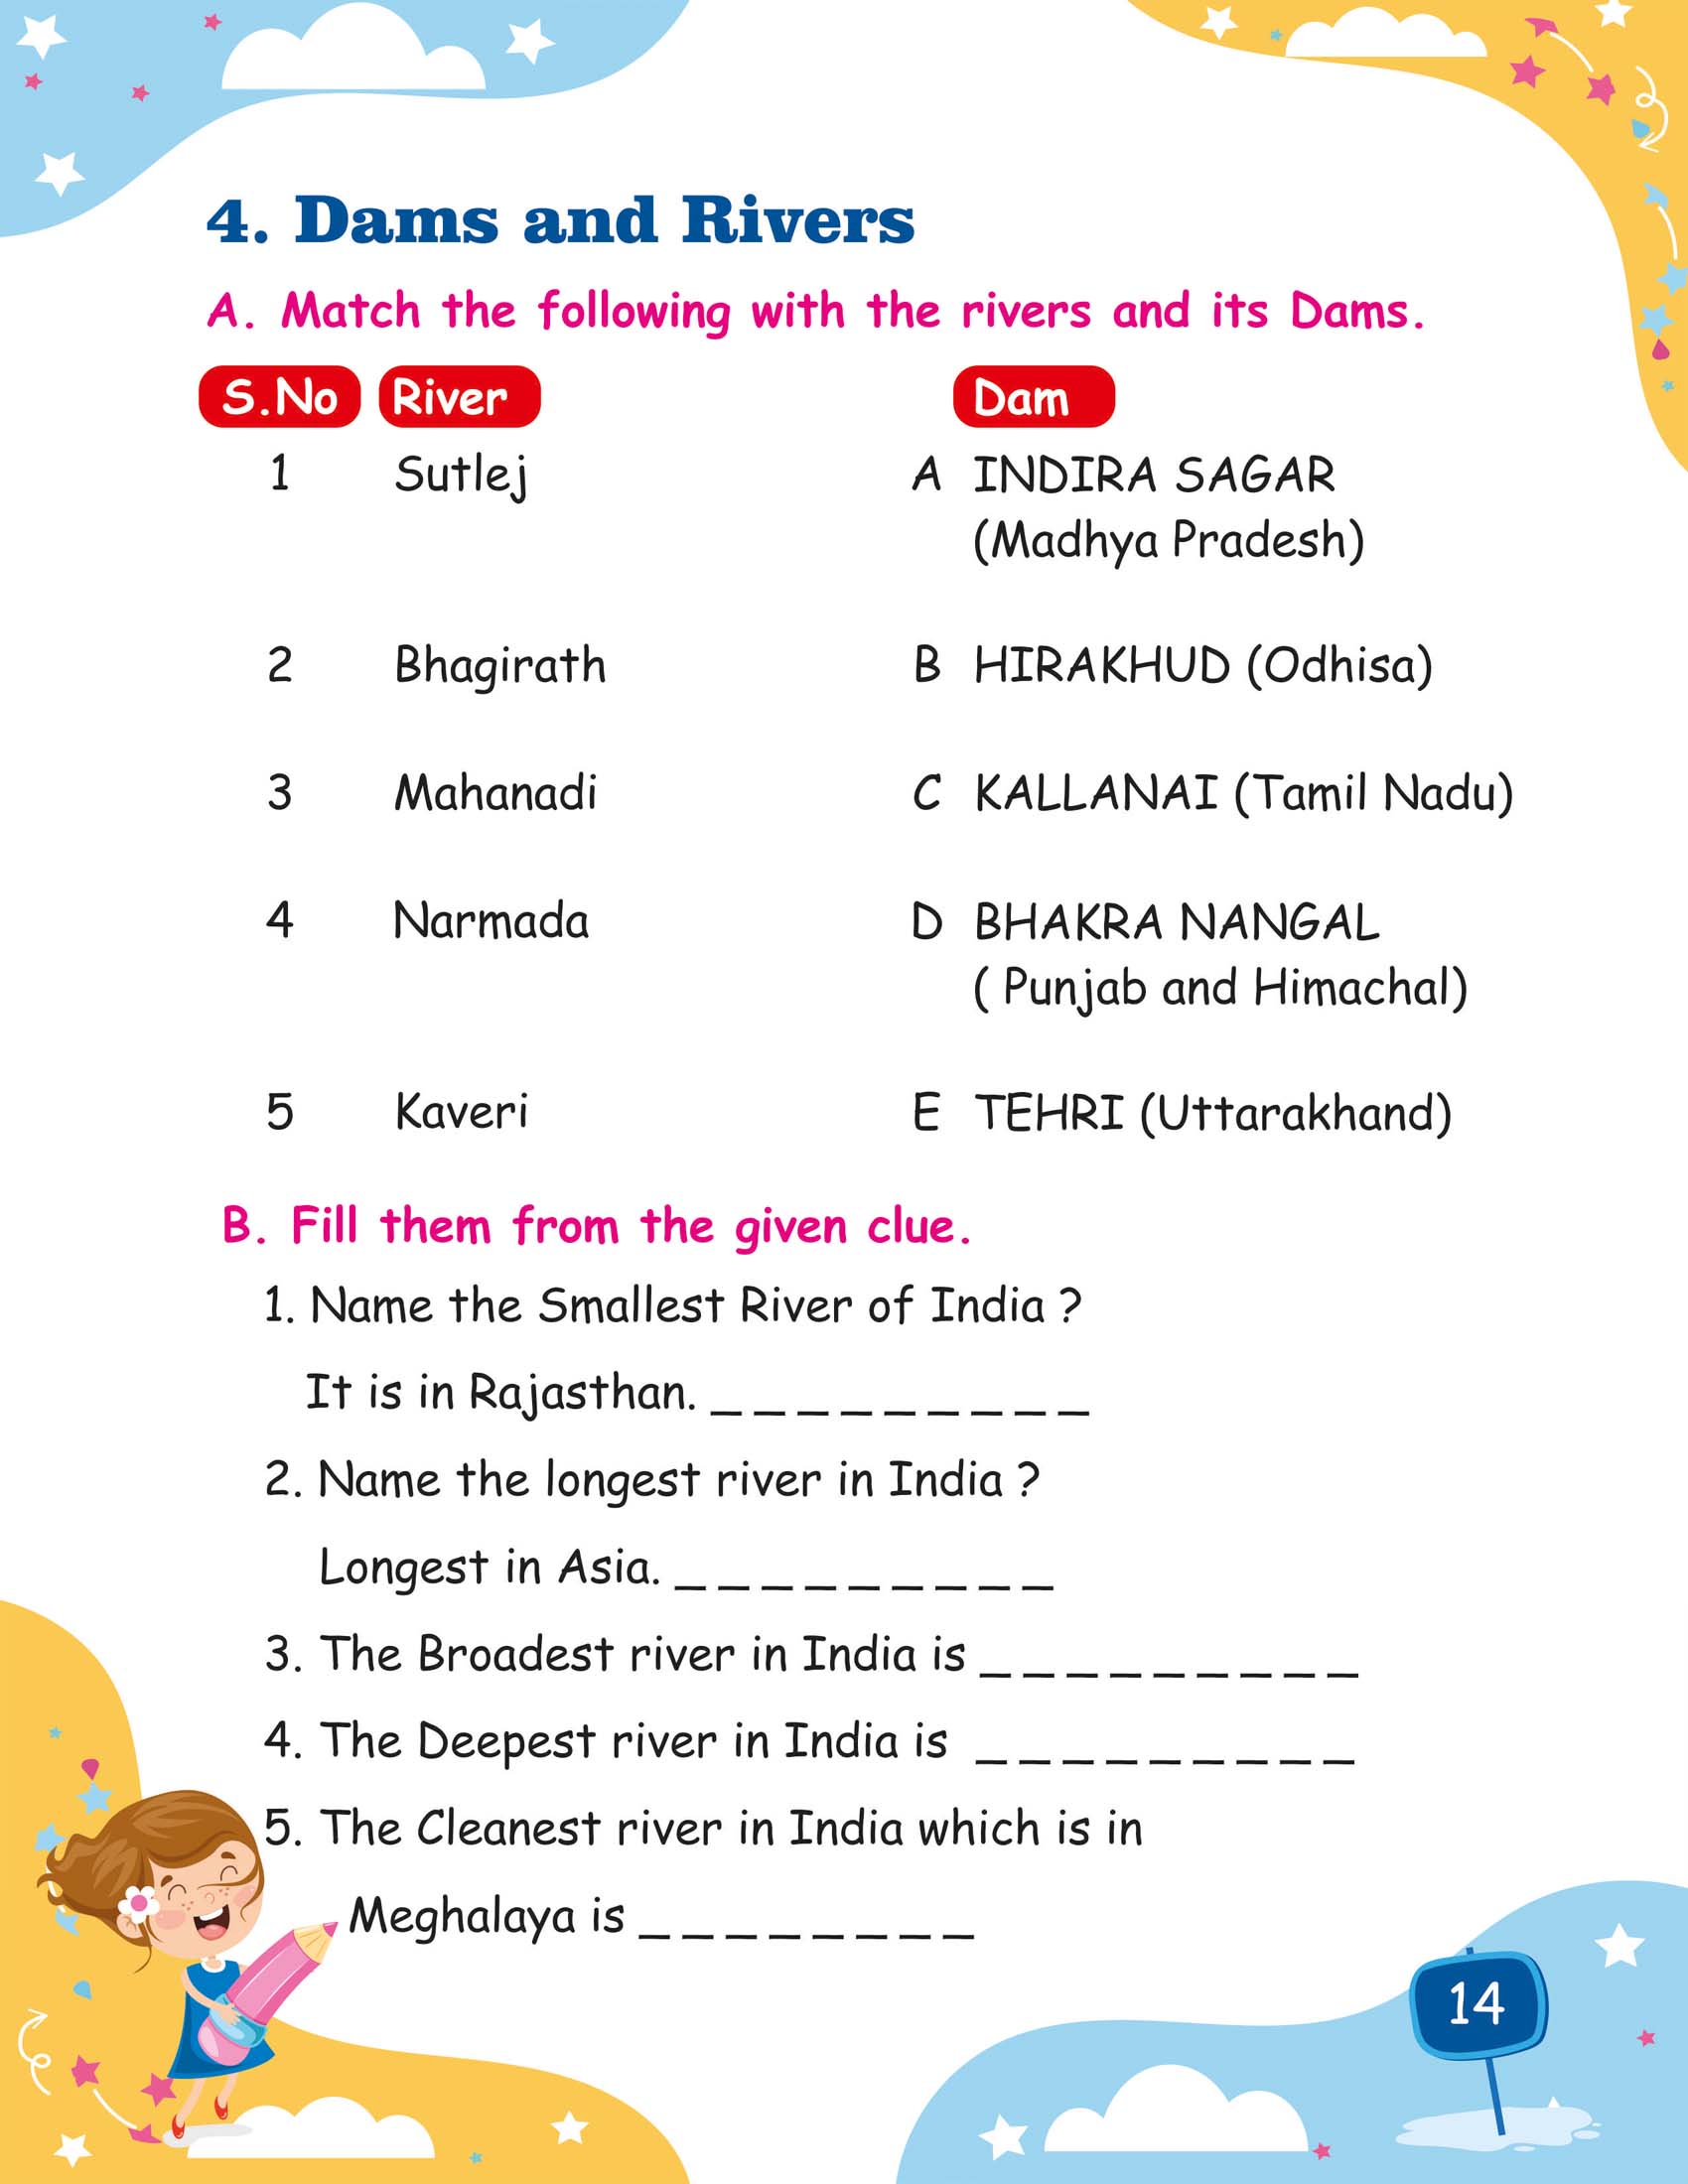 4. Dams and Rivers
A. Match the following with the rivers and its Dams.
S.No River Dam
1 Sutlej A INDIRA SAGAR
(Madhya Pradesh)
2 Bhagirath B HIRAKHUD (Odhisa)
3 Mahanadi C KALLANAI (Tamil Nadu)
4 Narmada D BHAKRA NANGAL
( Punjab and Himachal)
5 Kaveri E TEHRI (Uttarakhand)
B. Fill them from the given clue.
1. Name the Smallest River of India ?
It is in Rajasthan. _ _ _ _ _ _ _ _ _
2. Name the longest river in India ?
Longest in Asia. _ _ _ _ _ _ _ _ _
3. The Broadest river in India is _ _ _ _ _ _ _ _ _
4. The Deepest river in India is _ _ _ _ _ _ _ _ _
5. The Cleanest river in India which is in
Meghalaya is _ _ _ _ _ _ _ _
14